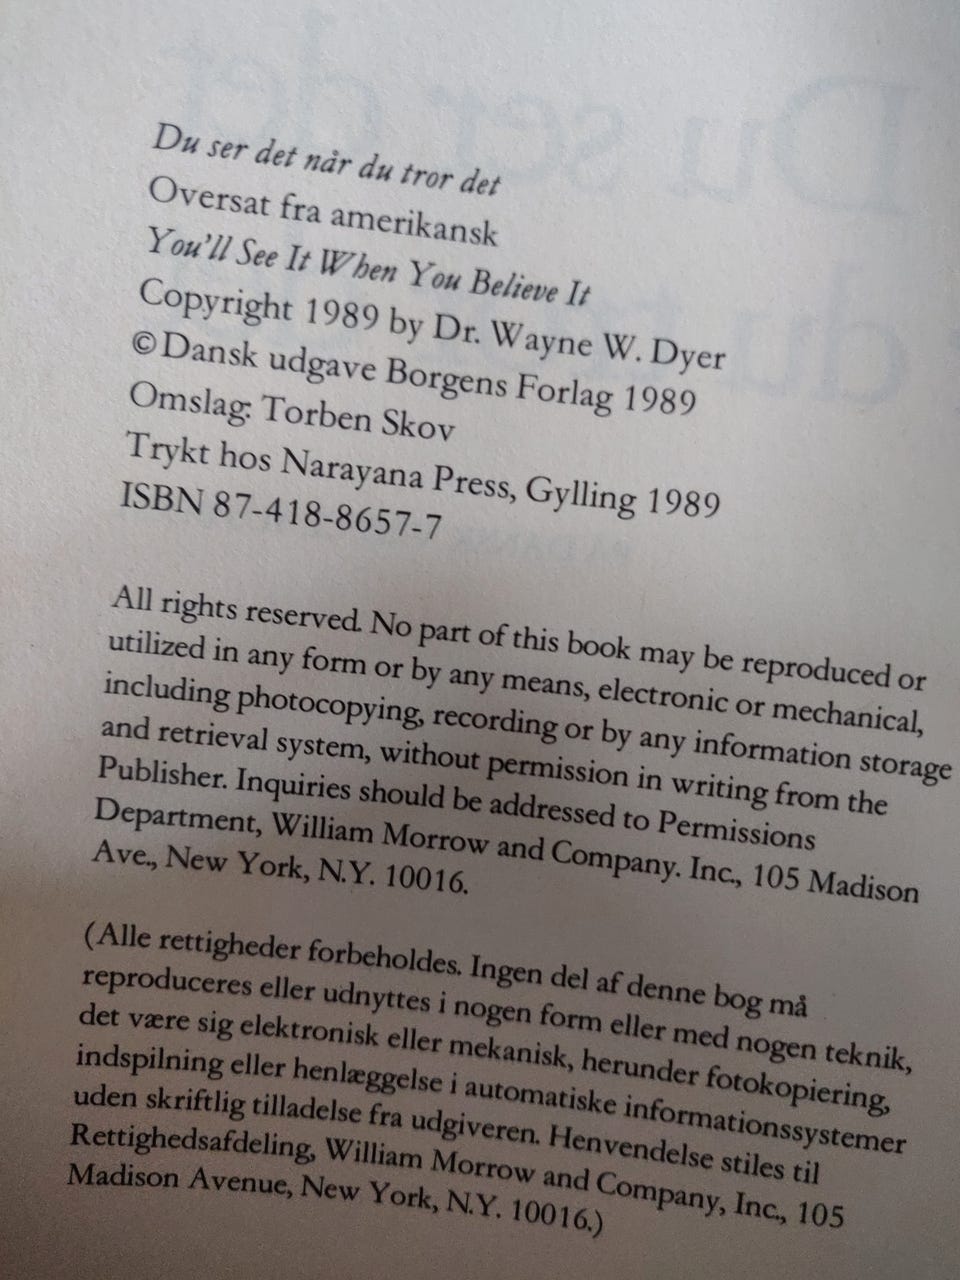 Du ser det når du tror det
Oversat fra amerikansk
You'll See It When You Believe It
Copyright 1989 by Dr. Wayne W. Dyer
© Dansk udgave Borgens Forlag 1989
Omslag: Torben Skov
Trykt hos Narayana Press, Gylling 1989
ISBN 87-418-8657-7
All rights reserved. No part of this book may be reproduced or
utilized in any form or by any means, electronic or mechanical,
including photocopying, recording or by any information storage
and retrieval system, without permission in writing from the
Publisher. Inquiries should be addressed to Permissions
Department, William Morrow and Company. Inc., 105 Madison
Ave., New York, N.Y. 10016.
(Alle rettigheder forbeholdes. Ingen del af denne bog må
reproduceres eller udnyttes i nogen form eller med nogen teknik,
det være sig elektronisk eller mekanisk, herunder fotokopiering,
indspilning eller henlæggelse i automatiske informationssystemer
uden skriftlig tilladelse fra udgiveren. Henvendelse stiles til
Rettighedsafdeling, William Morrow and Company, Inc., 105
Madison Avenue, New York, N.Y. 10016.)